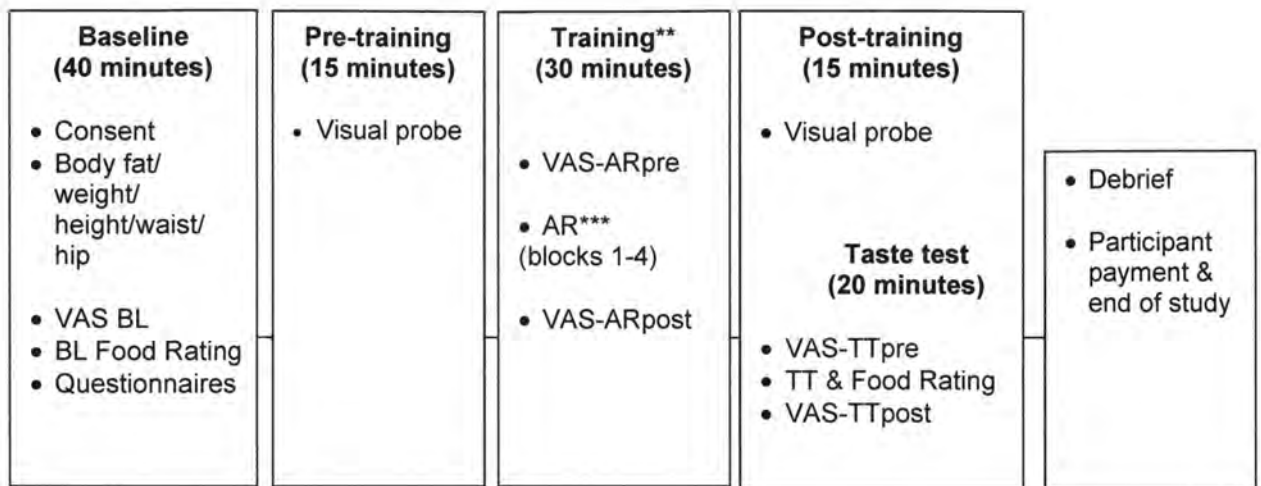 Baseline
(40 minutes)
• Consent
• Body fat/
weight/
height/waist/
hip
• VAS BL
• BL Food Rating
• Questionnaires
Pre-training
(15 minutes)
• Visual probe
Training**
(30 minutes)
• VAS-ARpre
• AR***
(blocks 1-4)
• VAS-ARpost
Post-training
(15 minutes)
• Visual probe
Taste test
(20 minutes)
• VAS-TTpre
• TT & Food Rating
• VAS-TTpost
• Debrief
• Participant
payment &
end of study